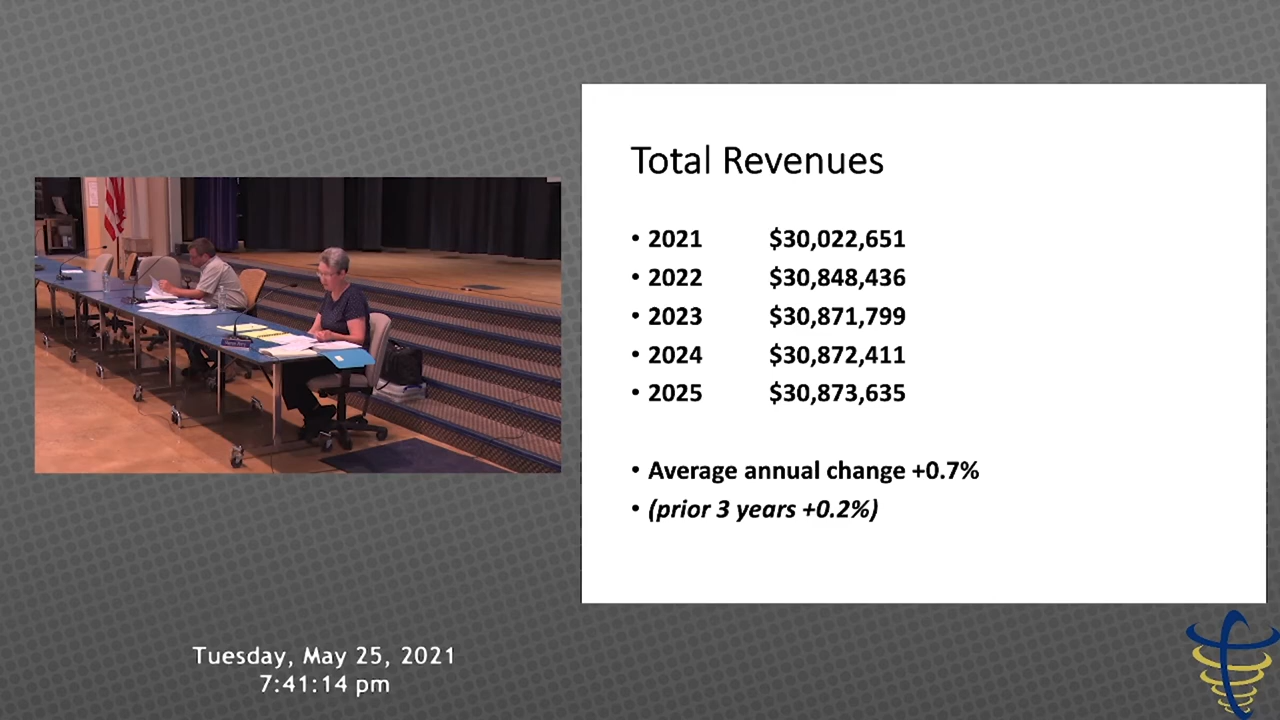 Total Revenues
• 2021 $30,022,651
• 2022 $30,848,436
• 2023 $30,871,799
• 2024 $30,872,411
• 2025 $30,873,635
• Average annual change +0.7%
• (prior 3 years +0.2%)
Tuesday, May 25, 2021
7:41:14 pm